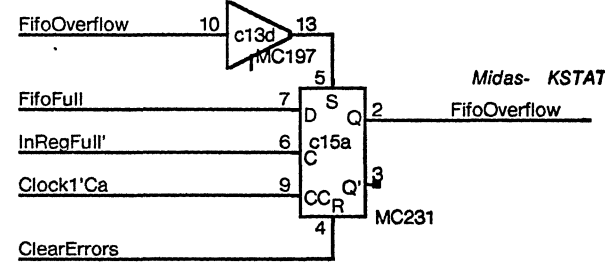 FifoOverflow 10 c13d 13
MC197
5 Midas- KSTAT
FifoFull 7 D S Q 2 FifoOverflow
InRegFull' 6 C c15a
Clock1'Ca 9 CC R Q' 3
4 MC231
ClearErrors